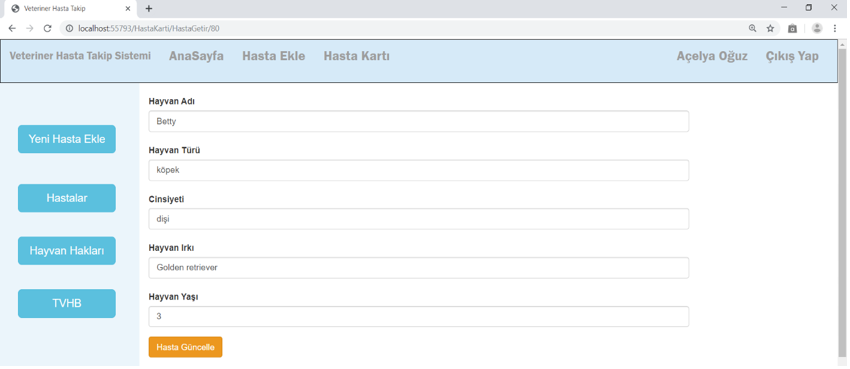 Veteriner Hasta Takip
localhost:55793/HastaKarti/HastaGetir/80
Veteriner Hasta Takip Sistemi AnaSayfa Hasta Ekle Hasta Kartı Açelya Oğuz Çıkış Yap
Yeni Hasta Ekle
Hastalar
Hayvan Hakları
TVHB
Hayvan Adı
Betty
Hayvan Türü
köpek
Cinsiyeti
dişi
Hayvan Irkı
Golden retriever
Hayvan Yaşı
3
Hasta Güncelle